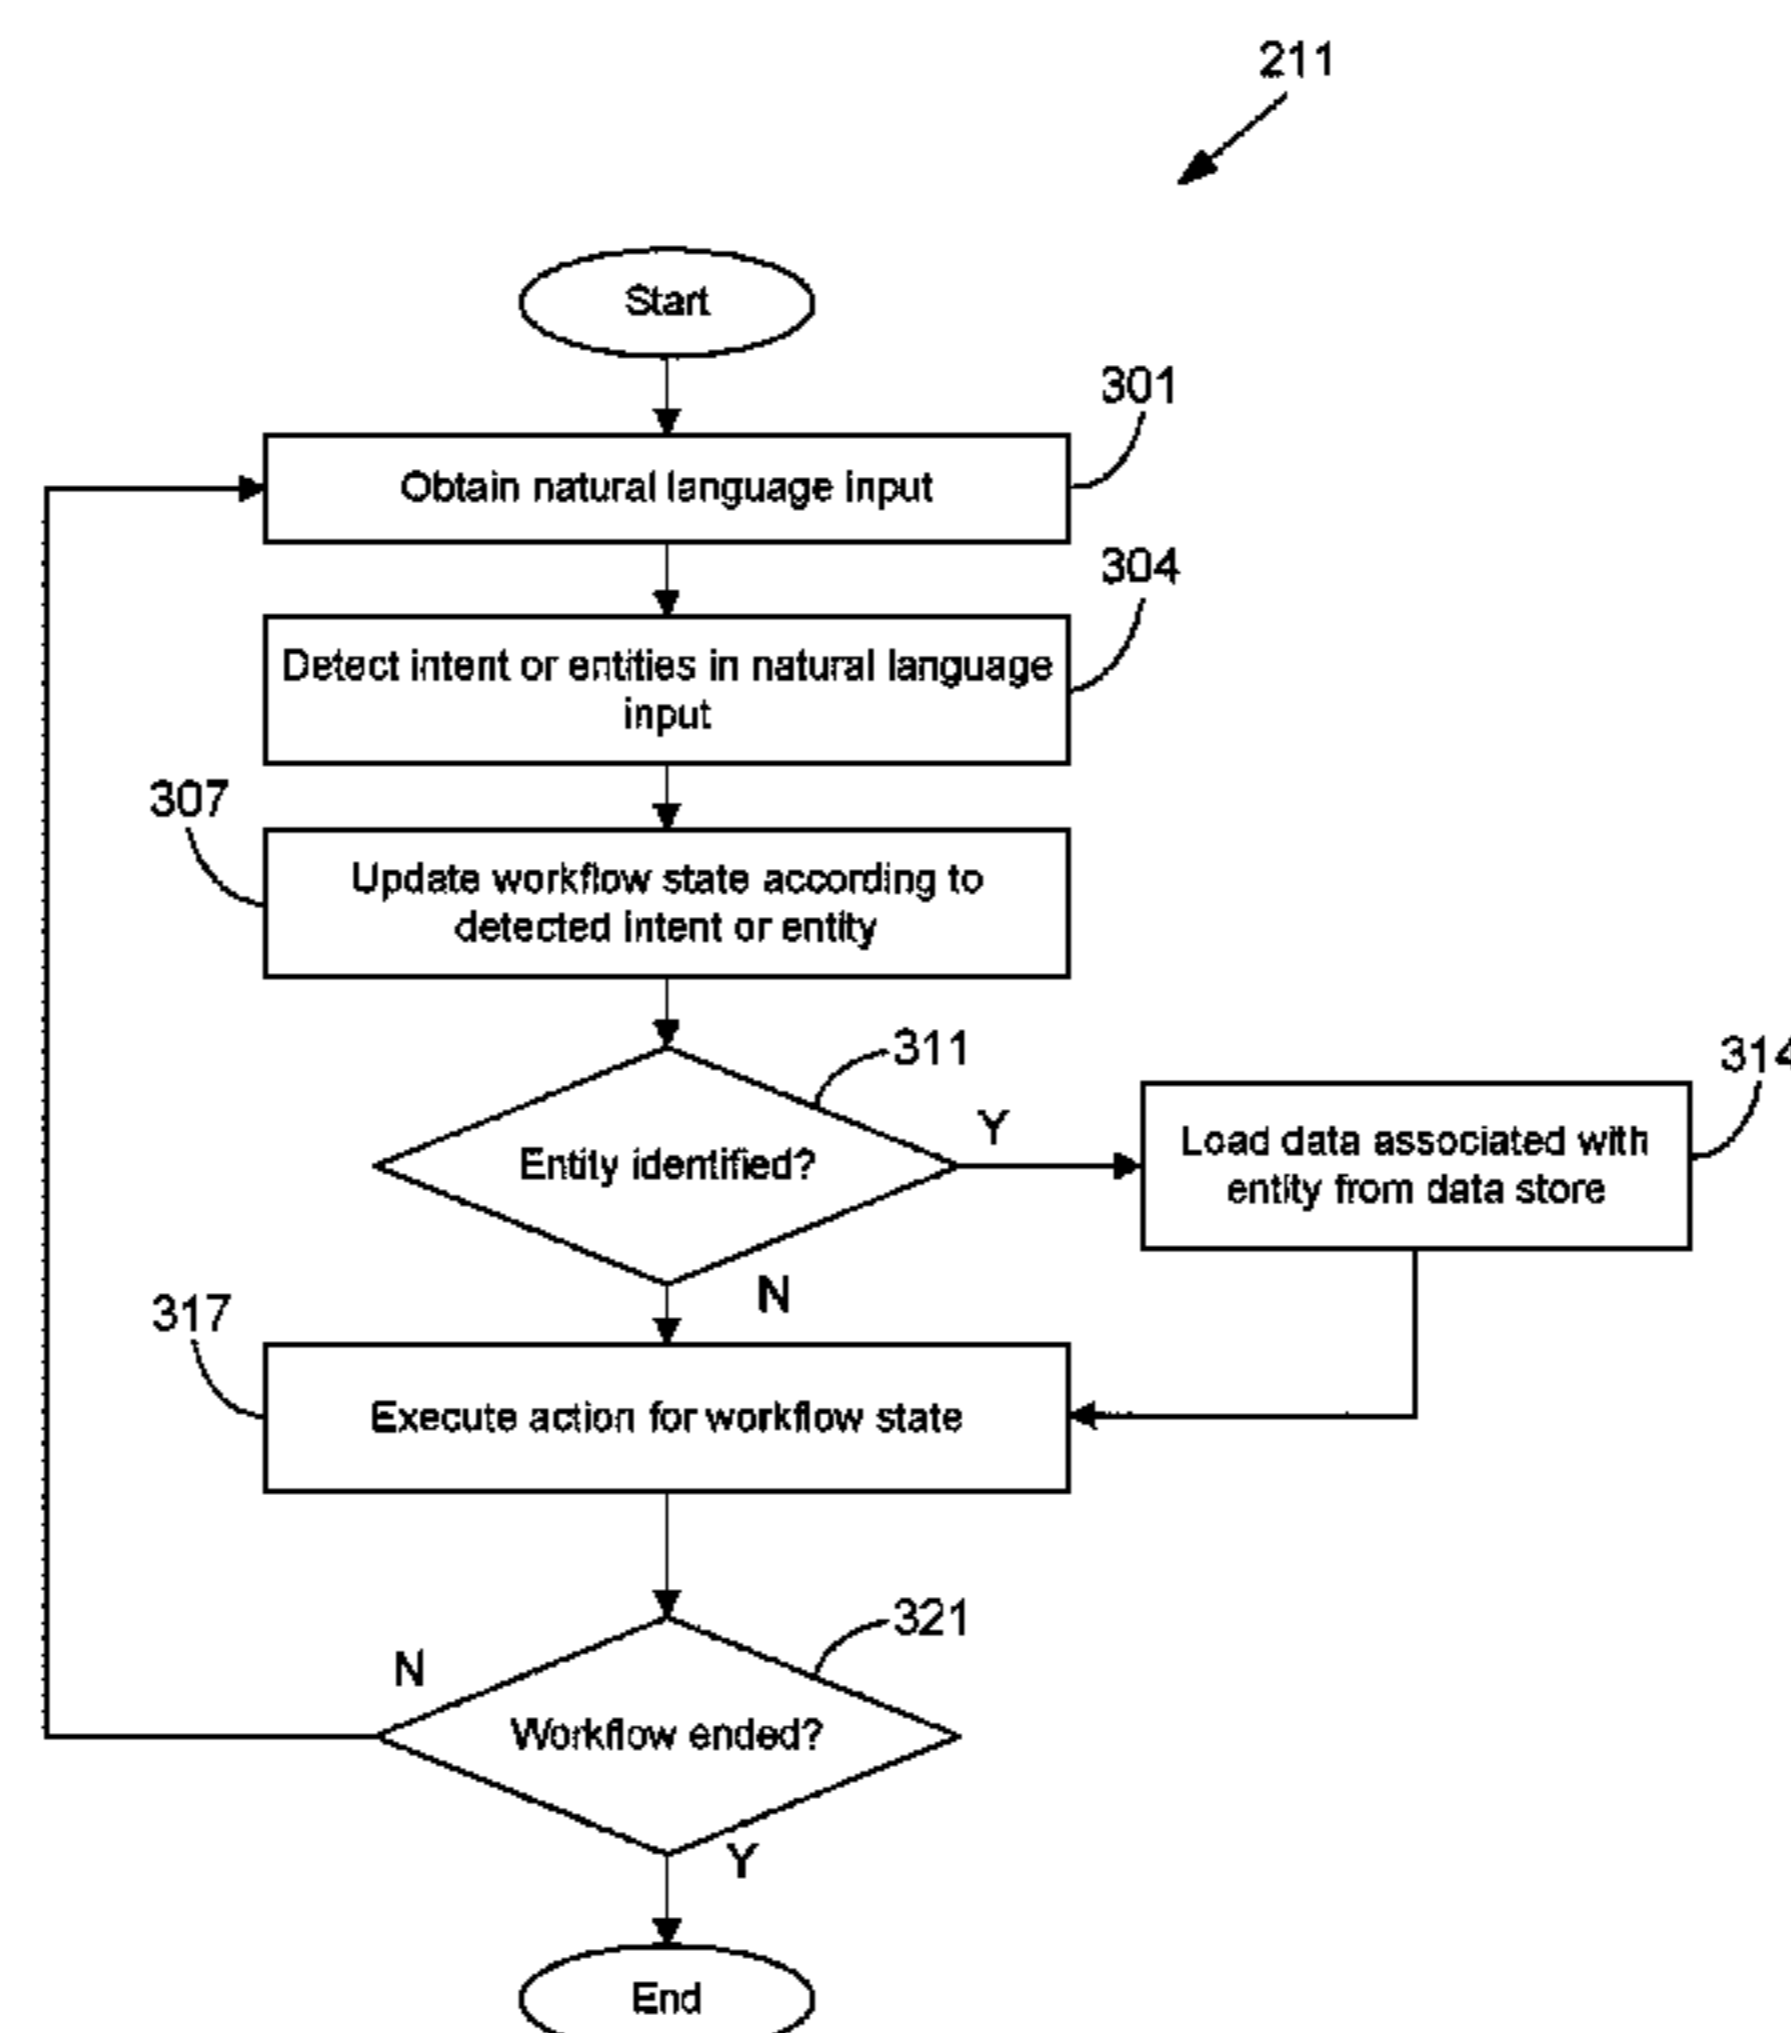 211
Start
301
Obtain natural language input
304
Detect intent or entities in natural language
input
307
Update workflow state according to
detected intent or entity
311
Entity identified?
Y
314
Load data associated with
entity from data store
N
317
Execute action for workflow state
321
N
Workflow ended?
Y
End